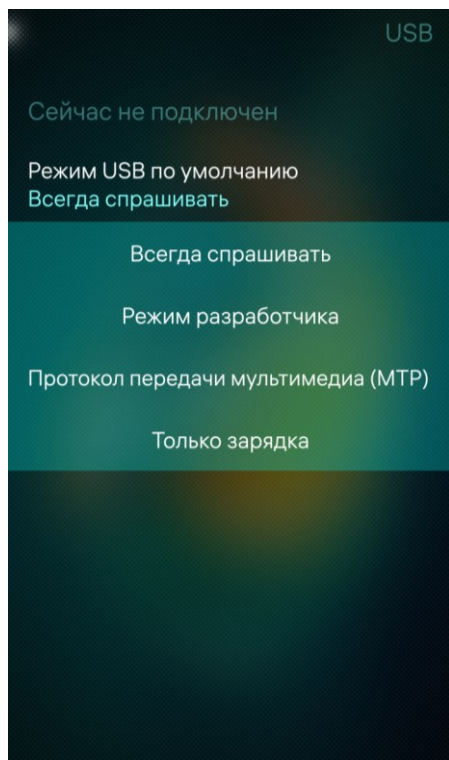 USB
Сейчас не подключен
Режим USB по умолчанию
Всегда спрашивать
Всегда спрашивать
Режим разработчика
Протокол передачи мультимедиа (MTP)
Только зарядка